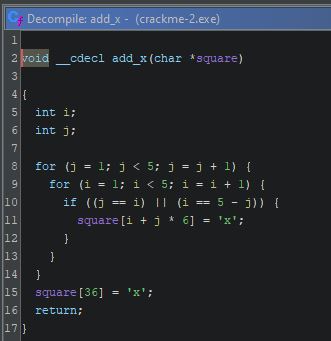 Decompile: add_x - (crackme-2.exe)
1
2 void __cdecl add_x(char *square)
3
4 {
5   int i;
6   int j;
7
8   for (j = 1; j < 5; j = j + 1) {
9     for (i = 1; i < 5; i = i + 1) {
10       if ((j == i) || (i == 5 - j)) {
11         square[i + j * 6] = 'x';
12       }
13     }
14   }
15   square[36] = 'x';
16   return;
17 }